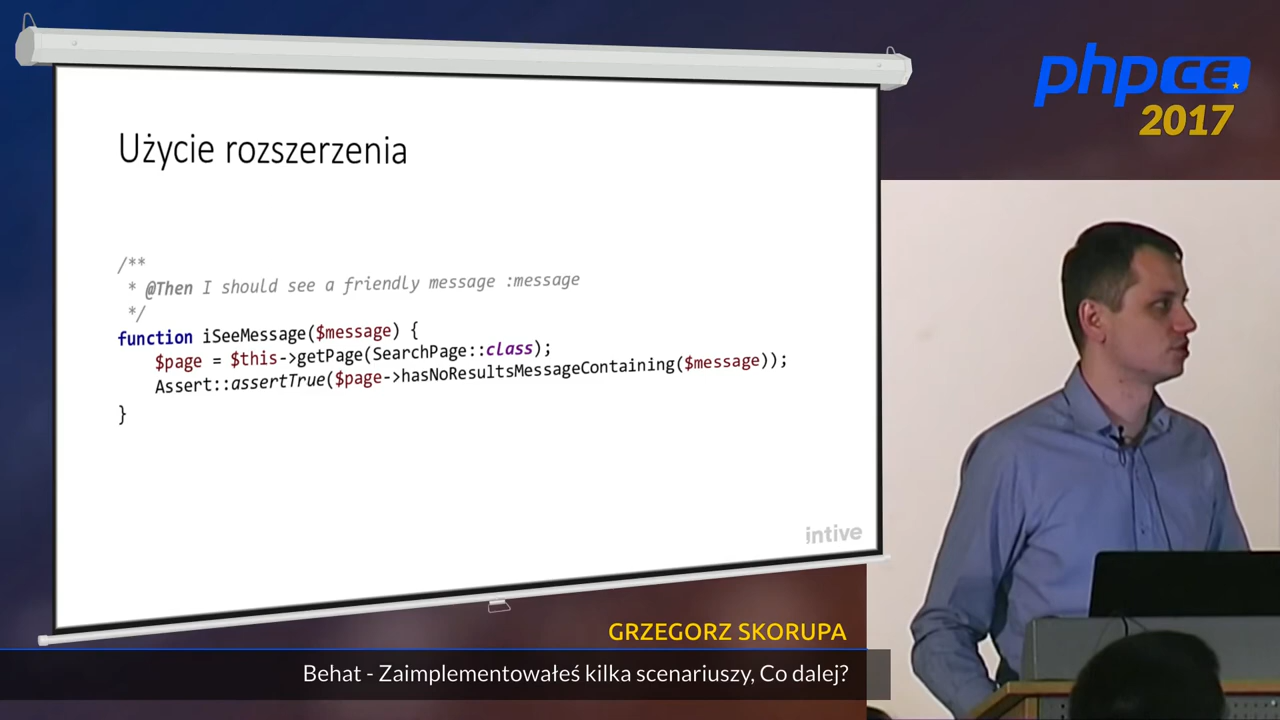 phpCE
2017
Użycie rozszerzenia
/**
* @Then I should see a friendly message :message
*/
function iSeeMessage($message) {
$page = $this->getPage(SearchPage::class);
Assert::assertTrue($page->hasNoResultsMessageContaining($message));
}
intive
GRZEGORZ SKORUPA
Behat - Zaimplementowałeś kilka scenariuszy, Co dalej?